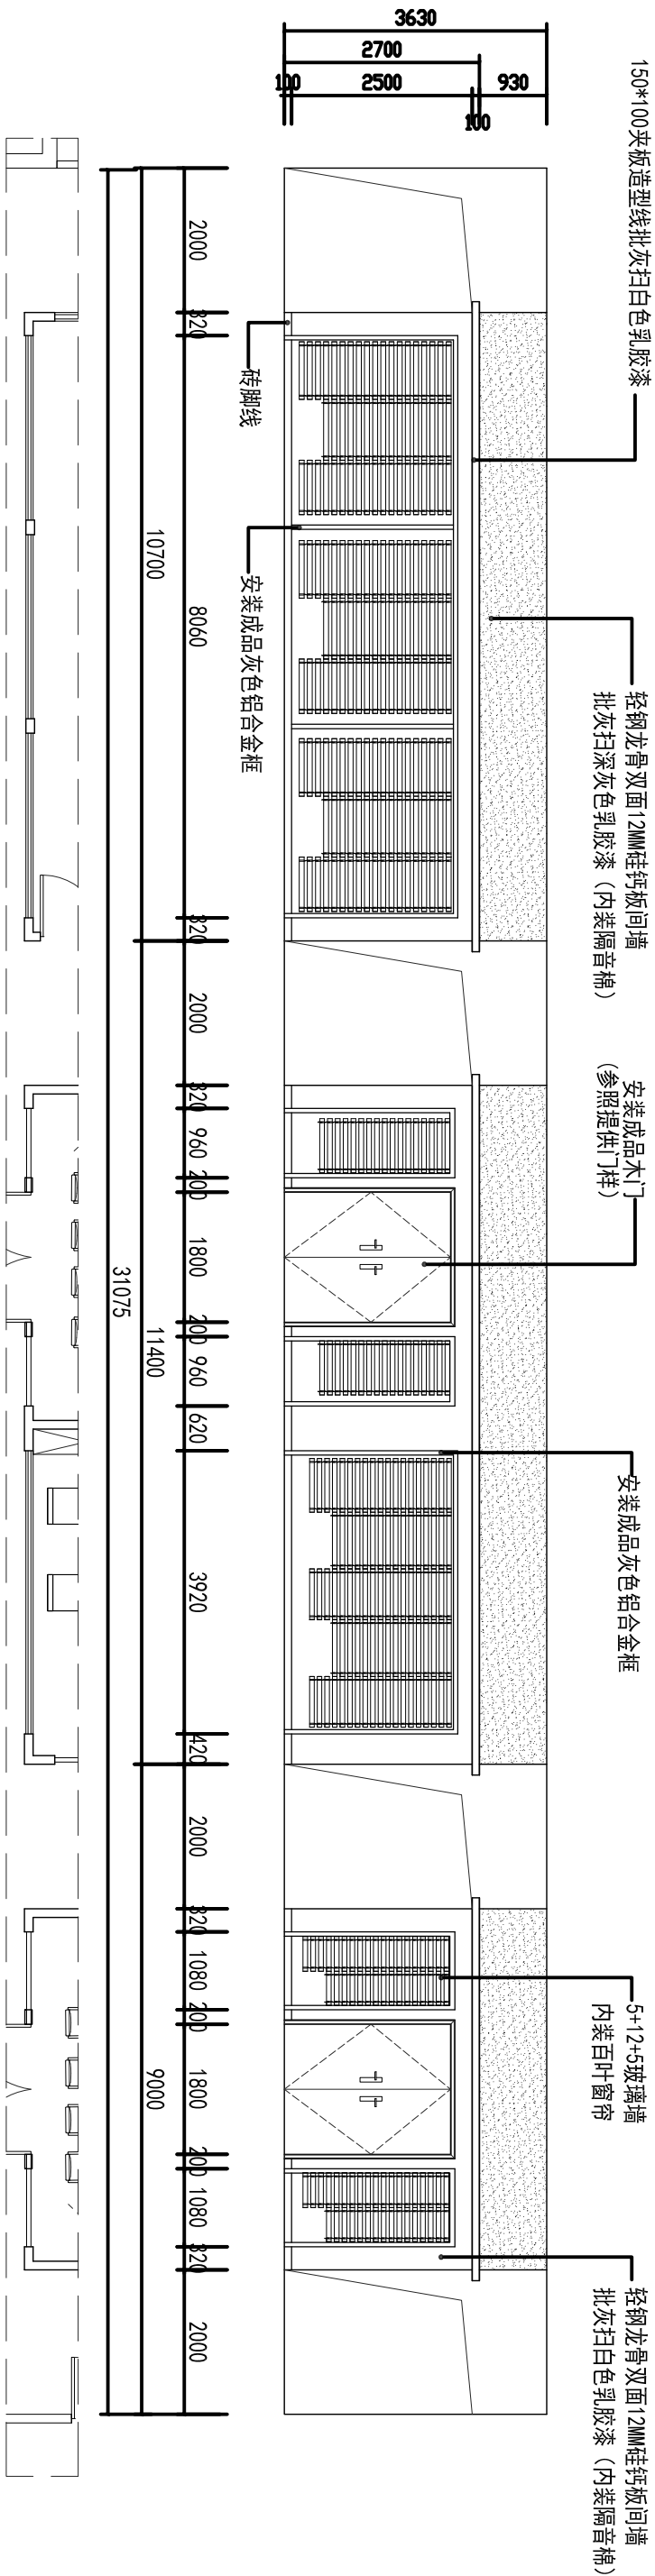 150*100夹板造型线批灰扫白色乳胶漆
轻钢龙骨双面12MM硅钙板间墙
批灰扫深灰色乳胶漆（内装隔音棉）
安装成品木门
（参照提供门样）
安装成品灰色铝合金框
5+12+5玻璃墙
内装百叶窗帘
轻钢龙骨双面12MM硅钙板间墙
批灰扫白色乳胶漆（内装隔音棉）
3630
2700
930
100
2500
100
砖脚线
安装成品灰色铝合金框
2000
320
8060
320
2000
320
960
200
1800
200
960
620
3920
420
2000
320
1080
200
1800
200
1080
320
2000
10700
11400
9000
31075